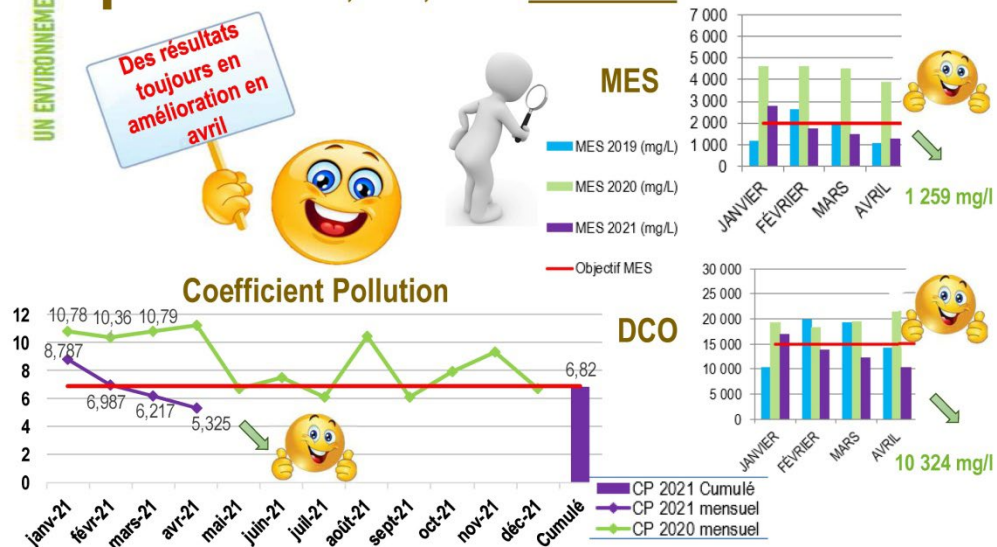 UN ENVIRONNEME
Des résultats
toujours en
amélioration en
avril
MES
MES 2019 (mg/L)
MES 2020 (mg/L)
MES 2021 (mg/L)
Objectif MES
7 000
6 000
5 000
4 000
3 000
2 000
1 000
0
JANVIER
FÉVRIER
MARS
AVRIL
1 259 mg/l
Coefficient Pollution
12
10
8
6
4
2
0
10,78
10,36
10,79
8,787
6,987
6,217
5,325
6,82
janv-21
févr-21
mars-21
avr-21
mai-21
juin-21
juil-21
août-21
sept-21
oct-21
nov-21
déc-21
Cumulé
CP 2021 Cumulé
CP 2021 mensuel
CP 2020 mensuel
DCO
30 000
25 000
20 000
15 000
10 000
5 000
0
JANVIER
FÉVRIER
MARS
AVRIL
10 324 mg/l